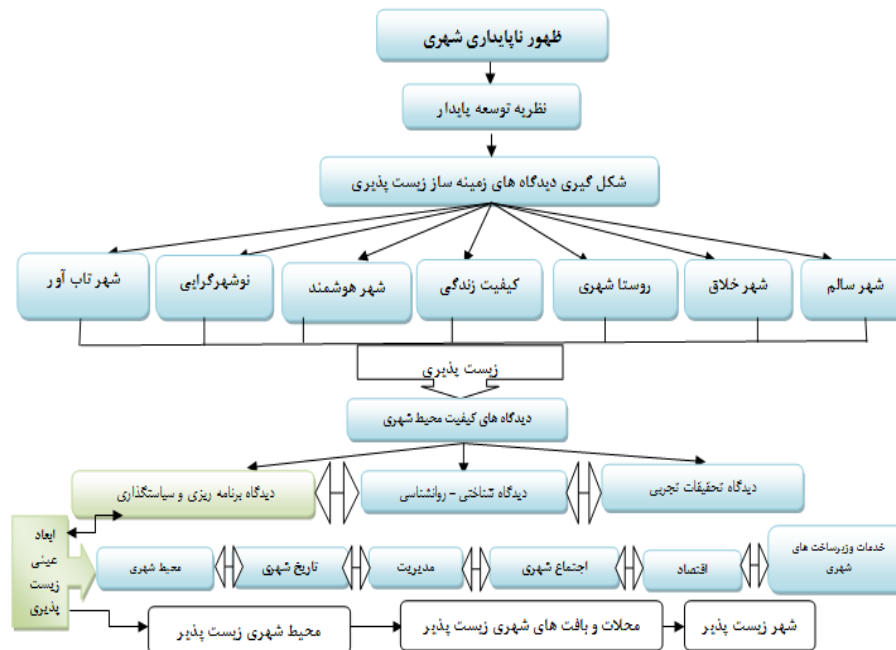 ظهور ناپایداری شهری
نظریه توسعه پایدار
شکل گیری دیدگاه های زمینه ساز زیست پذیری
شهر سالم
شهر خلاق
روستا شهری
کیفیت زندگی
شهر هوشمند
نوشهرگرایی
شهر تاب آور
زیست پذیری
دیدگاه های کیفیت محیط شهری
دیدگاه تحقیقات تجربی
دیدگاه شناختی - روانشناسی
دیدگاه برنامه ریزی و سیاستگذاری
ابعاد
عینی
زیست
پذیری
خدمات وزیرساخت های
شهری
اقتصاد
اجتماع شهری
مدیریت
تاریخ شهری
محیط شهری
شهر زیست پذیر
محلات و بافت های شهری زیست پذیر
محیط شهری زیست پذیر